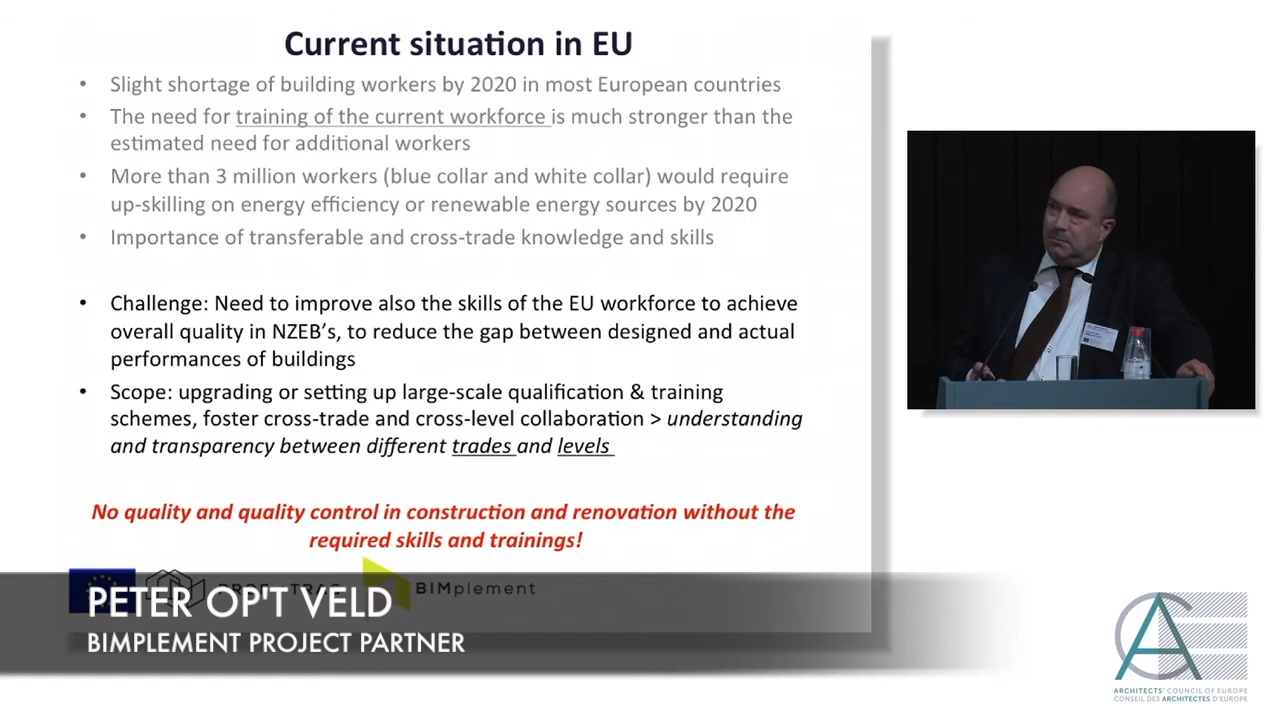 Current situation in EU
• Slight shortage of building workers by 2020 in most European countries
• The need for training of the current workforce is much stronger than the
estimated need for additional workers
• More than 3 million workers (blue collar and white collar) would require
up-skilling on energy efficiency or renewable energy sources by 2020
• Importance of transferable and cross-trade knowledge and skills
• Challenge: Need to improve also the skills of the EU workforce to achieve
overall quality in NZEB's, to reduce the gap between designed and actual
performances of buildings
• Scope: upgrading or setting up large-scale qualification & training
schemes, foster cross-trade and cross-level collaboration > understanding
and transparency between different trades and levels
No quality and quality control in construction and renovation without the
required skills and trainings!
BIMplement
PETER OP'T VELD
BIMPLEMENT PROJECT PARTNER
ACE
ARCHITECTS' COUNCIL OF EUROPE
CONSEIL DES ARCHITECTES D'EUROPE